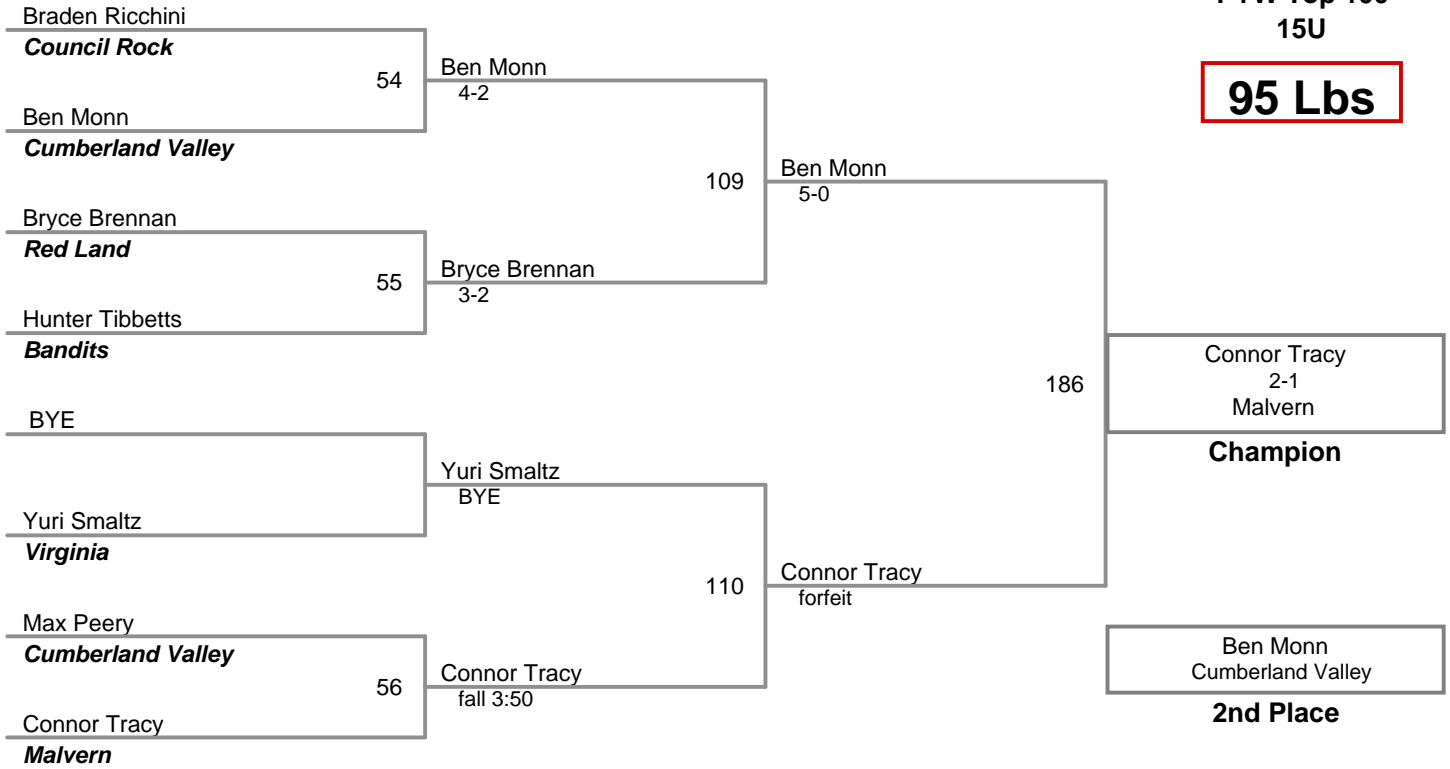 15U
95 Lbs
Braden Ricchini
Council Rock
54
Ben Monn
4-2
Ben Monn
Cumberland Valley
109
Ben Monn
5-0
Bryce Brennan
Red Land
55
Bryce Brennan
3-2
Hunter Tibbetts
Bandits
186
Connor Tracy
2-1
Malvern
Champion
BYE
Yuri Smaltz
BYE
Yuri Smaltz
Virginia
110
Connor Tracy
forfeit
Max Peery
Cumberland Valley
56
Connor Tracy
fall 3:50
Connor Tracy
Malvern
Ben Monn
Cumberland Valley
2nd Place